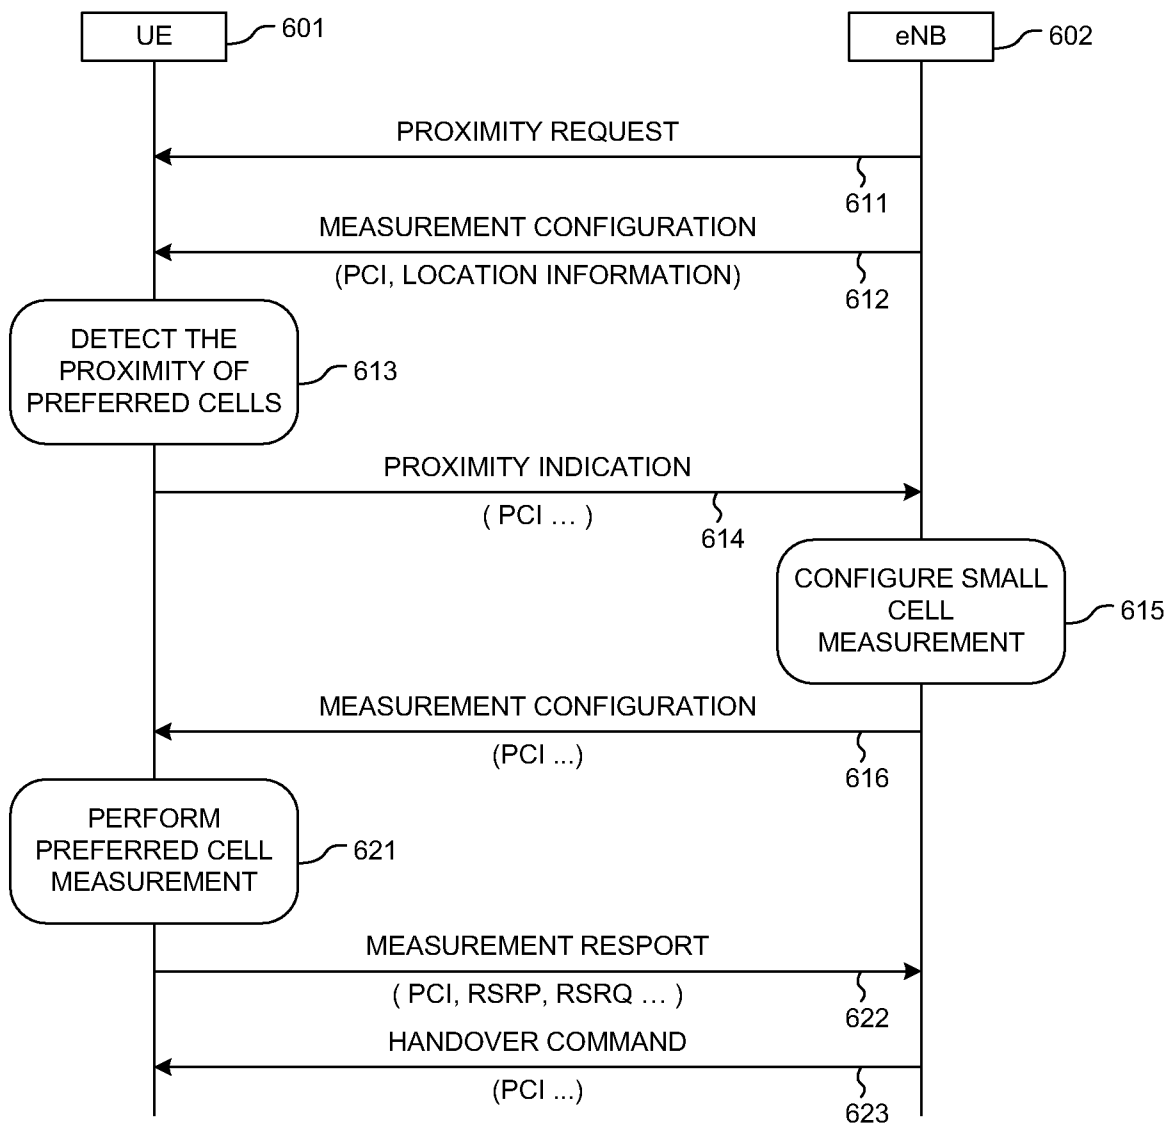 UE
601
eNB
602
PROXIMITY REQUEST
611
MEASUREMENT CONFIGURATION
(PCI, LOCATION INFORMATION)
612
DETECT THE
PROXIMITY OF
PREFERRED CELLS
613
PROXIMITY INDICATION
( PCI ... )
614
CONFIGURE SMALL
CELL
MEASUREMENT
615
MEASUREMENT CONFIGURATION
(PCI ...)
616
PERFORM
PREFERRED CELL
MEASUREMENT
621
MEASUREMENT RESPORT
( PCI, RSRP, RSRQ ... )
622
HANDOVER COMMAND
(PCI ...)
623